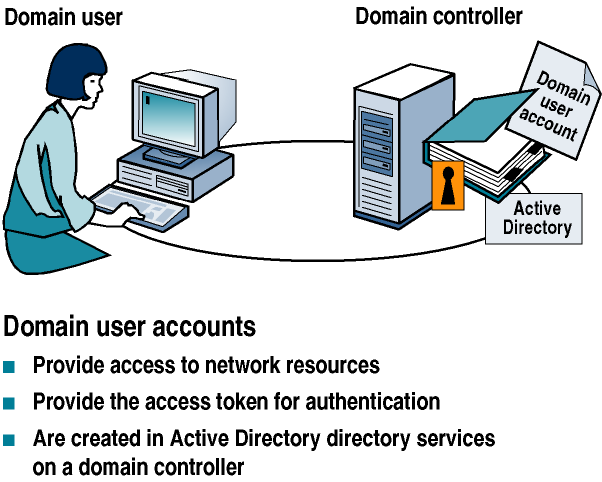 Domain user
Domain controller
Domain
user
account
Active
Directory
Domain user accounts
Provide access to network resources
Provide the access token for authentication
Are created in Active Directory directory services
on a domain controller